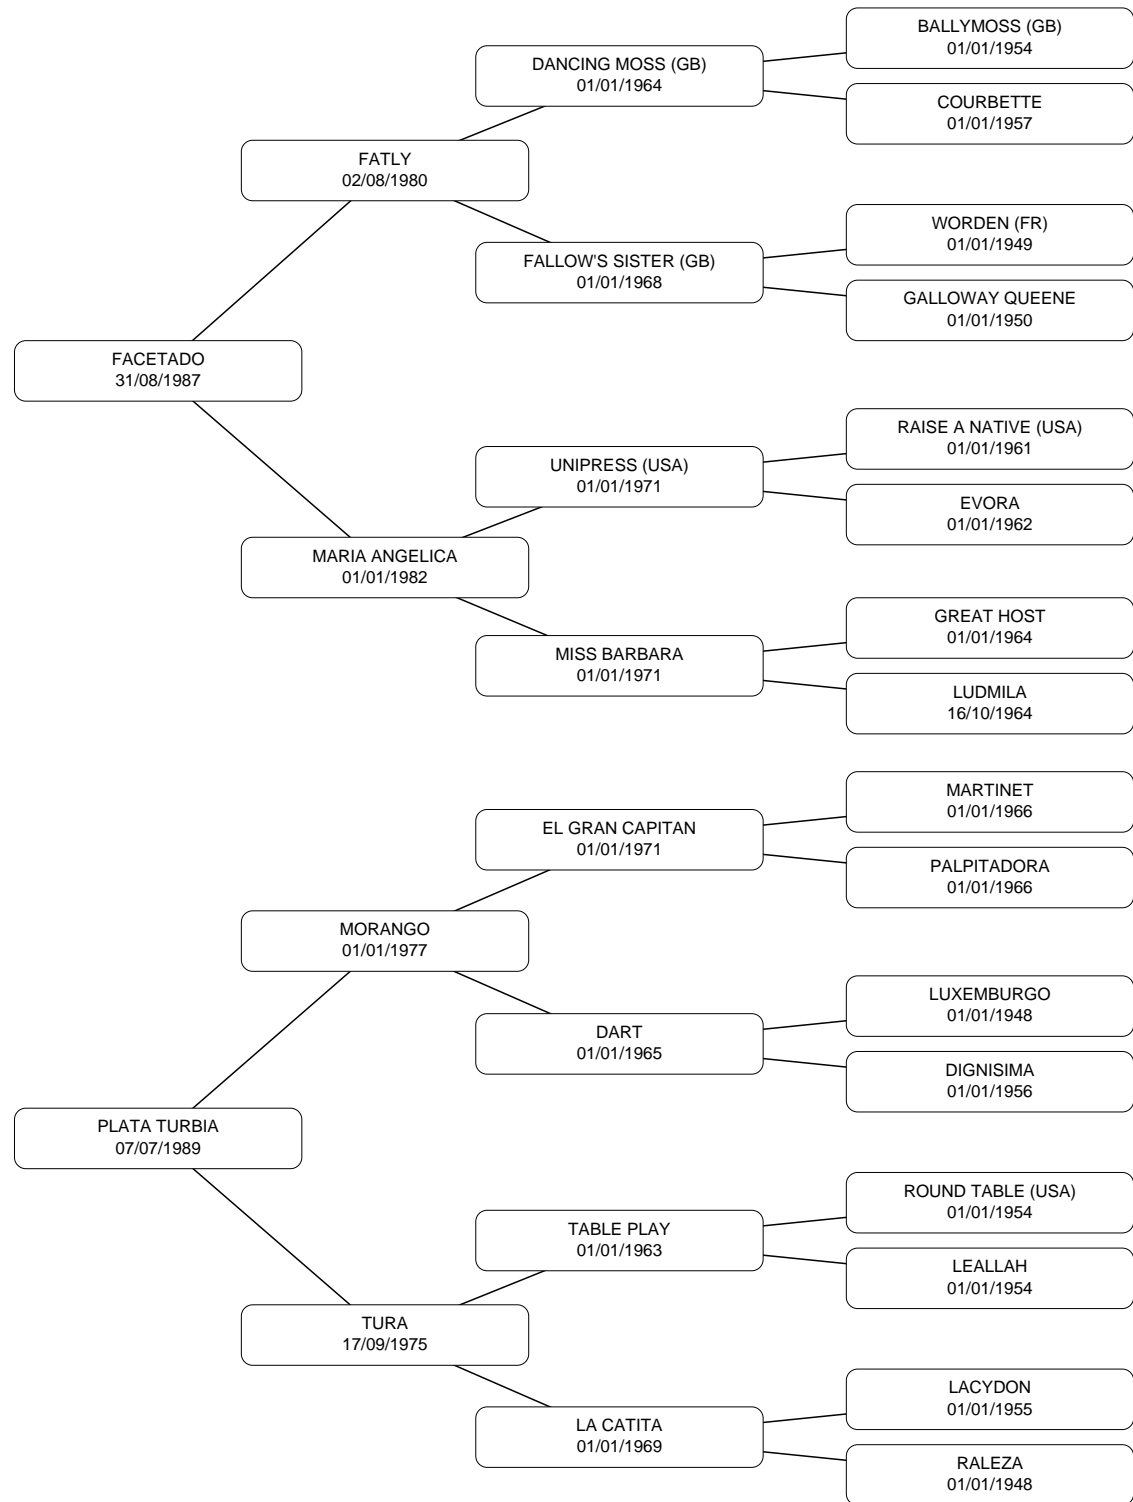 BALLYMOSS (GB)
01/01/1954
DANCING MOSS (GB)
01/01/1964
COURBETTE
01/01/1957
FATLY
02/08/1980
WORDEN (FR)
01/01/1949
FALLOW'S SISTER (GB)
01/01/1968
GALLOWAY QUEENE
01/01/1950
FACETADO
31/08/1987
RAISE A NATIVE (USA)
01/01/1961
UNIPRESS (USA)
01/01/1971
EVORA
01/01/1962
MARIA ANGELICA
01/01/1982
GREAT HOST
01/01/1964
MISS BARBARA
01/01/1971
LUDMILA
16/10/1964
MARTINET
01/01/1966
EL GRAN CAPITAN
01/01/1971
PALPITADORA
01/01/1966
MORANGO
01/01/1977
LUXEMBURGO
01/01/1948
DART
01/01/1965
DIGNISIMA
01/01/1956
PLATA TURBIA
07/07/1989
ROUND TABLE (USA)
01/01/1954
TABLE PLAY
01/01/1963
LEALLAH
01/01/1954
TURA
17/09/1975
LACYDON
01/01/1955
LA CATITA
01/01/1969
RALEZA
01/01/1948